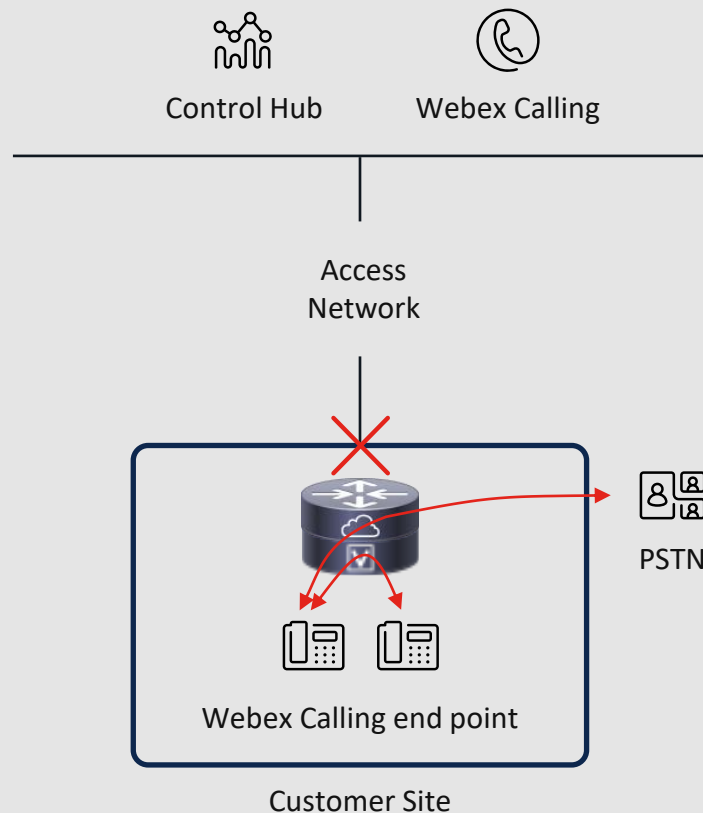 Control Hub
Webex Calling
Access
Network
PSTN
V
Webex Calling end point
Customer Site